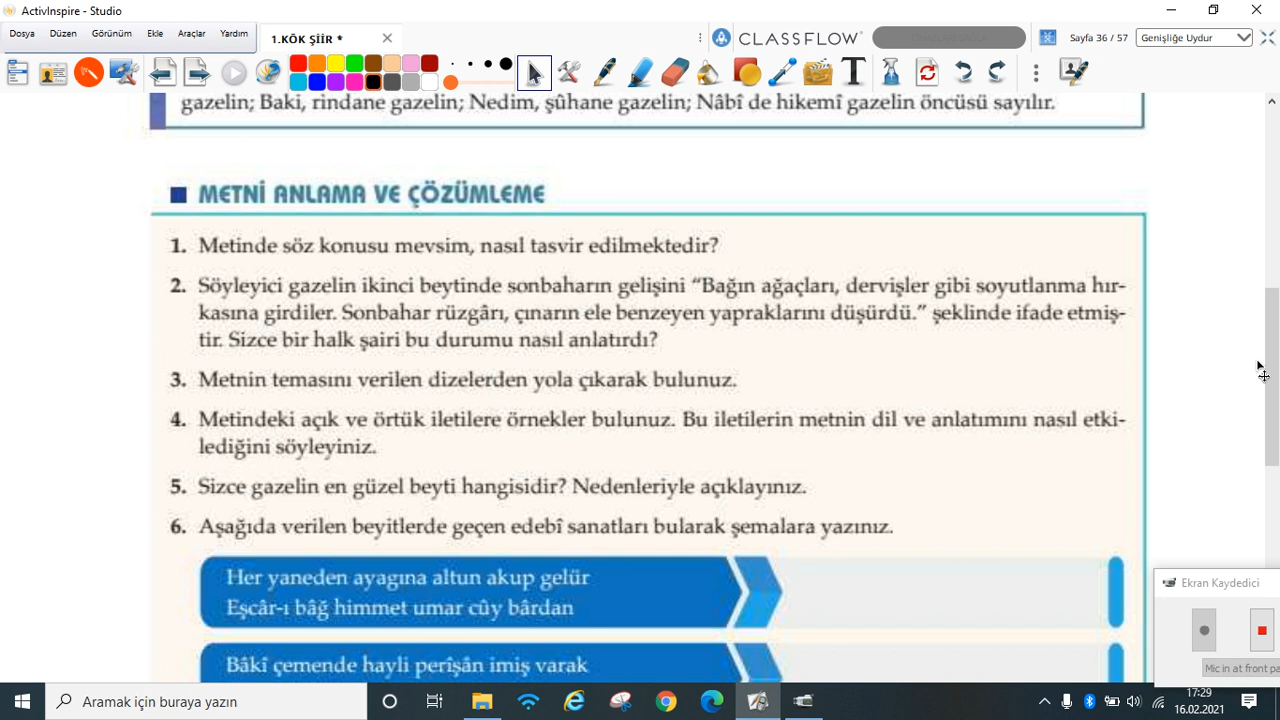 ActivInspire - Studio
Dosya Düzen Görünüm Ekle Araçlar Yardım
1.KÖK ŞİİR *
CLASSFLOW
Sayfa 36 / 57
Genişliğe Uydur
gazelin; Baki, rindane gazelin; Nedim, şûhane gazelin; Nâbî de hikemî gazelin öncüsü sayılır.
METNİ ANLAMA VE ÇÖZÜMLEME
1. Metinde söz konusu mevsim, nasıl tasvir edilmektedir?
2. Söyleyici gazelin ikinci beytinde sonbaharın gelişini “Bağın ağaçları, dervişler gibi soyutlanma hır-
kasına girdiler. Sonbahar rüzgârı, çınarın ele benzeyen yapraklarını düşürdü.” şeklinde ifade etmiş-
tir. Sizce bir halk şairi bu durumu nasıl anlatırdı?
3. Metnin temasını verilen dizelerden yola çıkarak bulunuz.
4. Metindeki açık ve örtük iletilere örnekler bulunuz. Bu iletilerin metnin dil ve anlatımını nasıl etki-
lediğini söyleyiniz.
5. Sizce gazelin en güzel beyti hangisidir? Nedenleriyle açıklayınız.
6. Aşağıda verilen beyitlerde geçen edebî sanatları bularak şemalara yazınız.
Her yaneden ayagına altun akup gelür
Eşcâr-ı bâğ himmet umar cûy bârdan
Bâkî çemende hayli perîşân imiş varak
Ekran Kaydedici
Mic in at front pa
Aramak için buraya yazın
17:29
16.02.2021